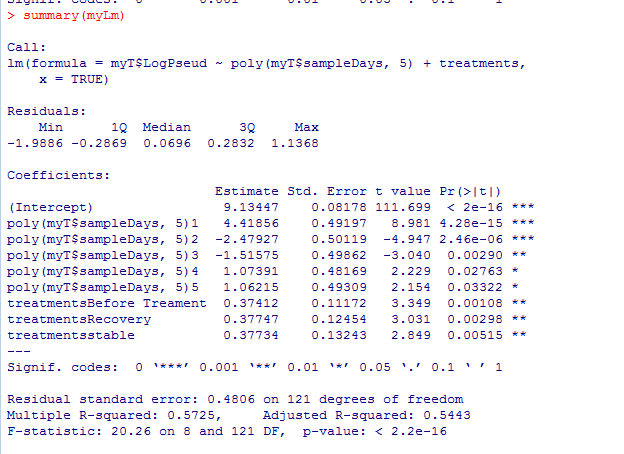 > summary(myLm)
Call:
lm(formula = myT$LogPseud ~ poly(myT$sampleDays, 5) + treatments,
x = TRUE)
Residuals:
Min 1Q Median 3Q Max
-1.9886 -0.2869 0.0696 0.2832 1.1368
Coefficients:
Estimate Std. Error t value Pr(>|t|)
(Intercept) 9.13447 0.08178 111.699 < 2e-16 ***
poly(myT$sampleDays, 5)1 4.41856 0.49197 8.981 4.28e-15 ***
poly(myT$sampleDays, 5)2 -2.47927 0.50119 -4.947 2.46e-06 ***
poly(myT$sampleDays, 5)3 -1.51575 0.49862 -3.040 0.00290 **
poly(myT$sampleDays, 5)4 1.07391 0.48169 2.229 0.02763 *
poly(myT$sampleDays, 5)5 1.06215 0.49309 2.154 0.03322 *
treatmentsBefore Treament 0.37412 0.11172 3.349 0.00108 **
treatmentsRecovery 0.37747 0.12454 3.031 0.00298 **
treatmentsstable 0.37734 0.13243 2.849 0.00515 **
---
Signif. codes: 0 ‘***’ 0.001 ‘**’ 0.01 ‘*’ 0.05 ‘.’ 0.1 ‘ ’ 1
Residual standard error: 0.4806 on 121 degrees of freedom
Multiple R-squared: 0.5725, Adjusted R-squared: 0.5443
F-statistic: 20.26 on 8 and 121 DF, p-value: < 2.2e-16